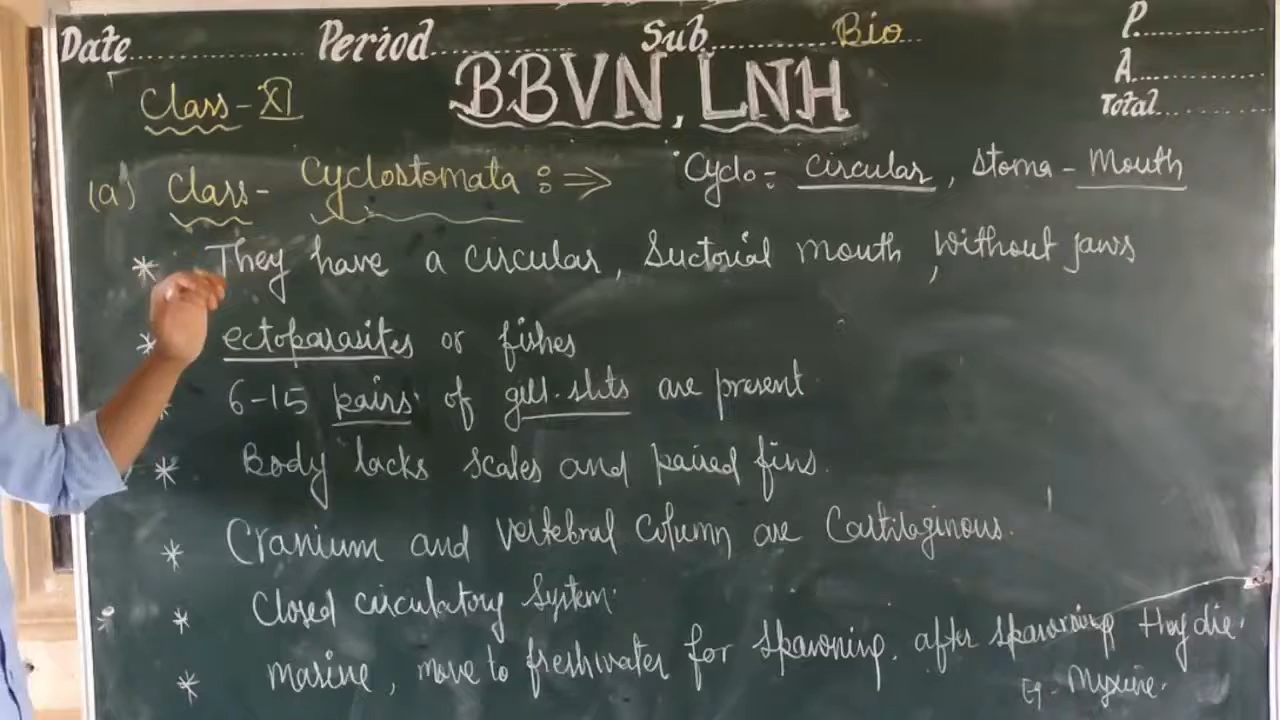 Date.............. Period.............. Sub.......... Bio P.............
A.............
BBVN, LNH
Class - XI
Total.............
(a) Class - Cyclostomata :⇒ Cyclo = Circular, Stoma - Mouth
* They have a circular, Suctorial mouth, without jaws
* ectoparasites or fishes
* 6-15 pairs of gill slits are present
* Body lacks scales and paired fins.
* Cranium and vertebral column are Cartilaginous.
* Closed circulatory system.
* marine, move to freshwater for spawning. after spawning they die.
Eg - Myxine.